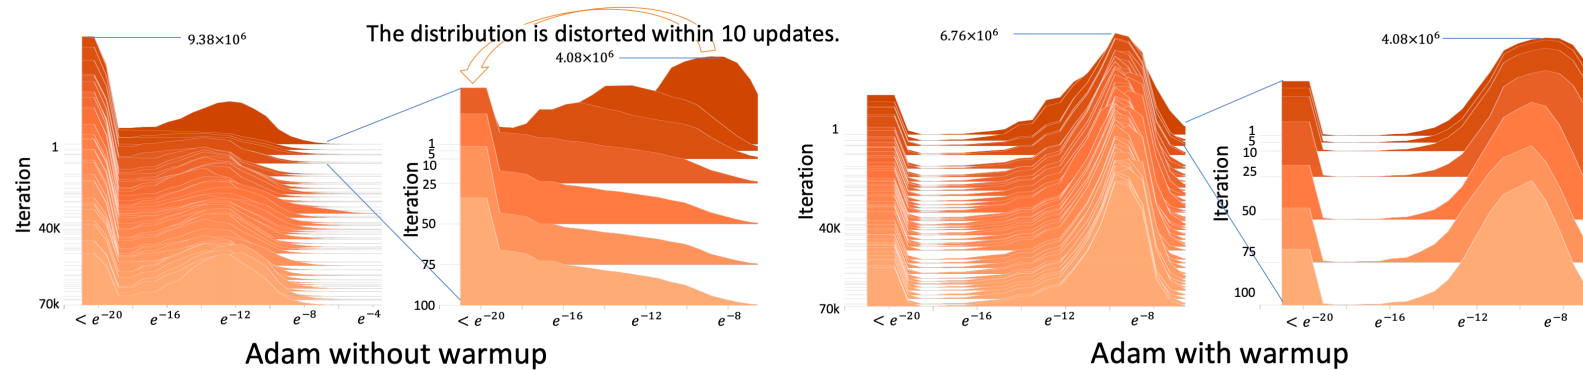 The distribution is distorted within 10 updates.
9.38×10⁶
Iteration
1
40k
70k
< e⁻²⁰
e⁻¹⁶
e⁻¹²
e⁻⁸
e⁻⁴
4.08×10⁶
Iteration
1
5
10
25
50
75
100
< e⁻²⁰
e⁻¹⁶
e⁻¹²
e⁻⁸
Adam without warmup
6.76×10⁶
Iteration
1
40K
70k
< e⁻²⁰
e⁻¹⁶
e⁻¹²
e⁻⁸
4.08×10⁶
Iteration
1
5
10
25
50
75
100
< e⁻²⁰
e⁻¹⁶
e⁻¹²
e⁻⁸
Adam with warmup